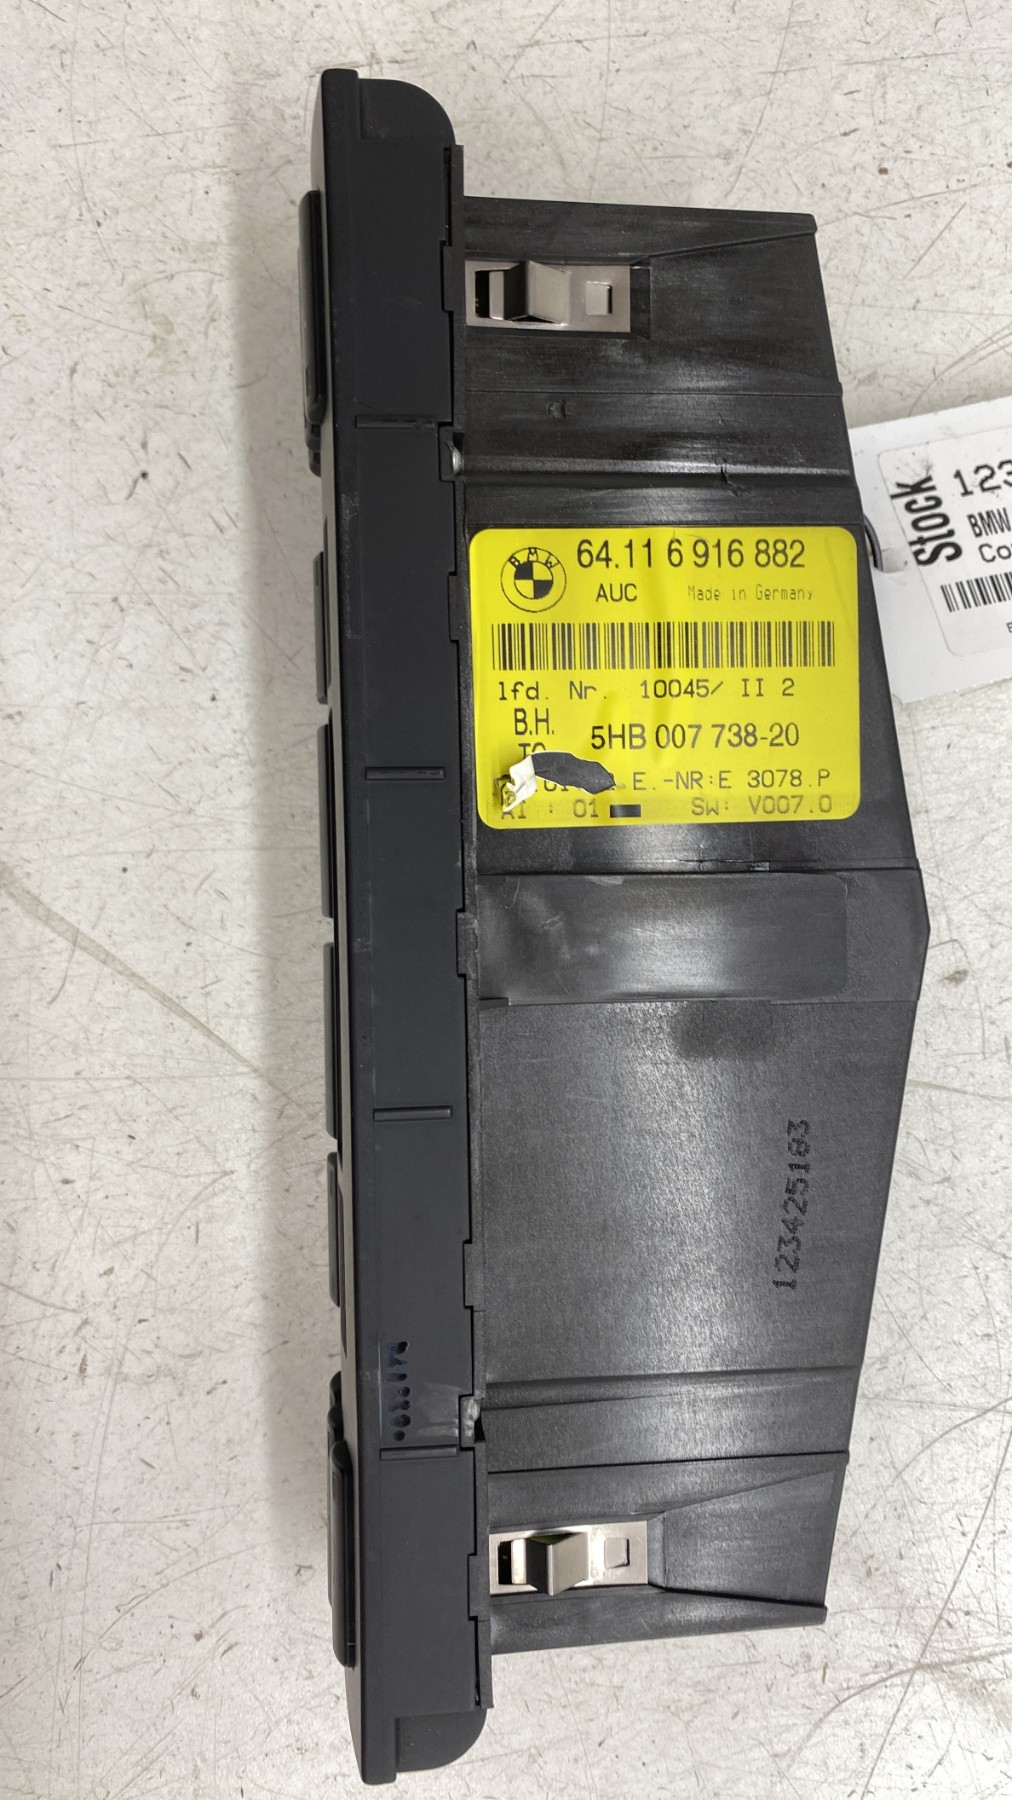 BMW
64.11 6 916 882
AUC Made in Germany
lfd. Nr. 10045/ II 2
B.H.
5HB 007 738-20
E.-NR:E 3078.P
AI : 01 SW: V007.0
123425183
Stock
123
BMW
Co